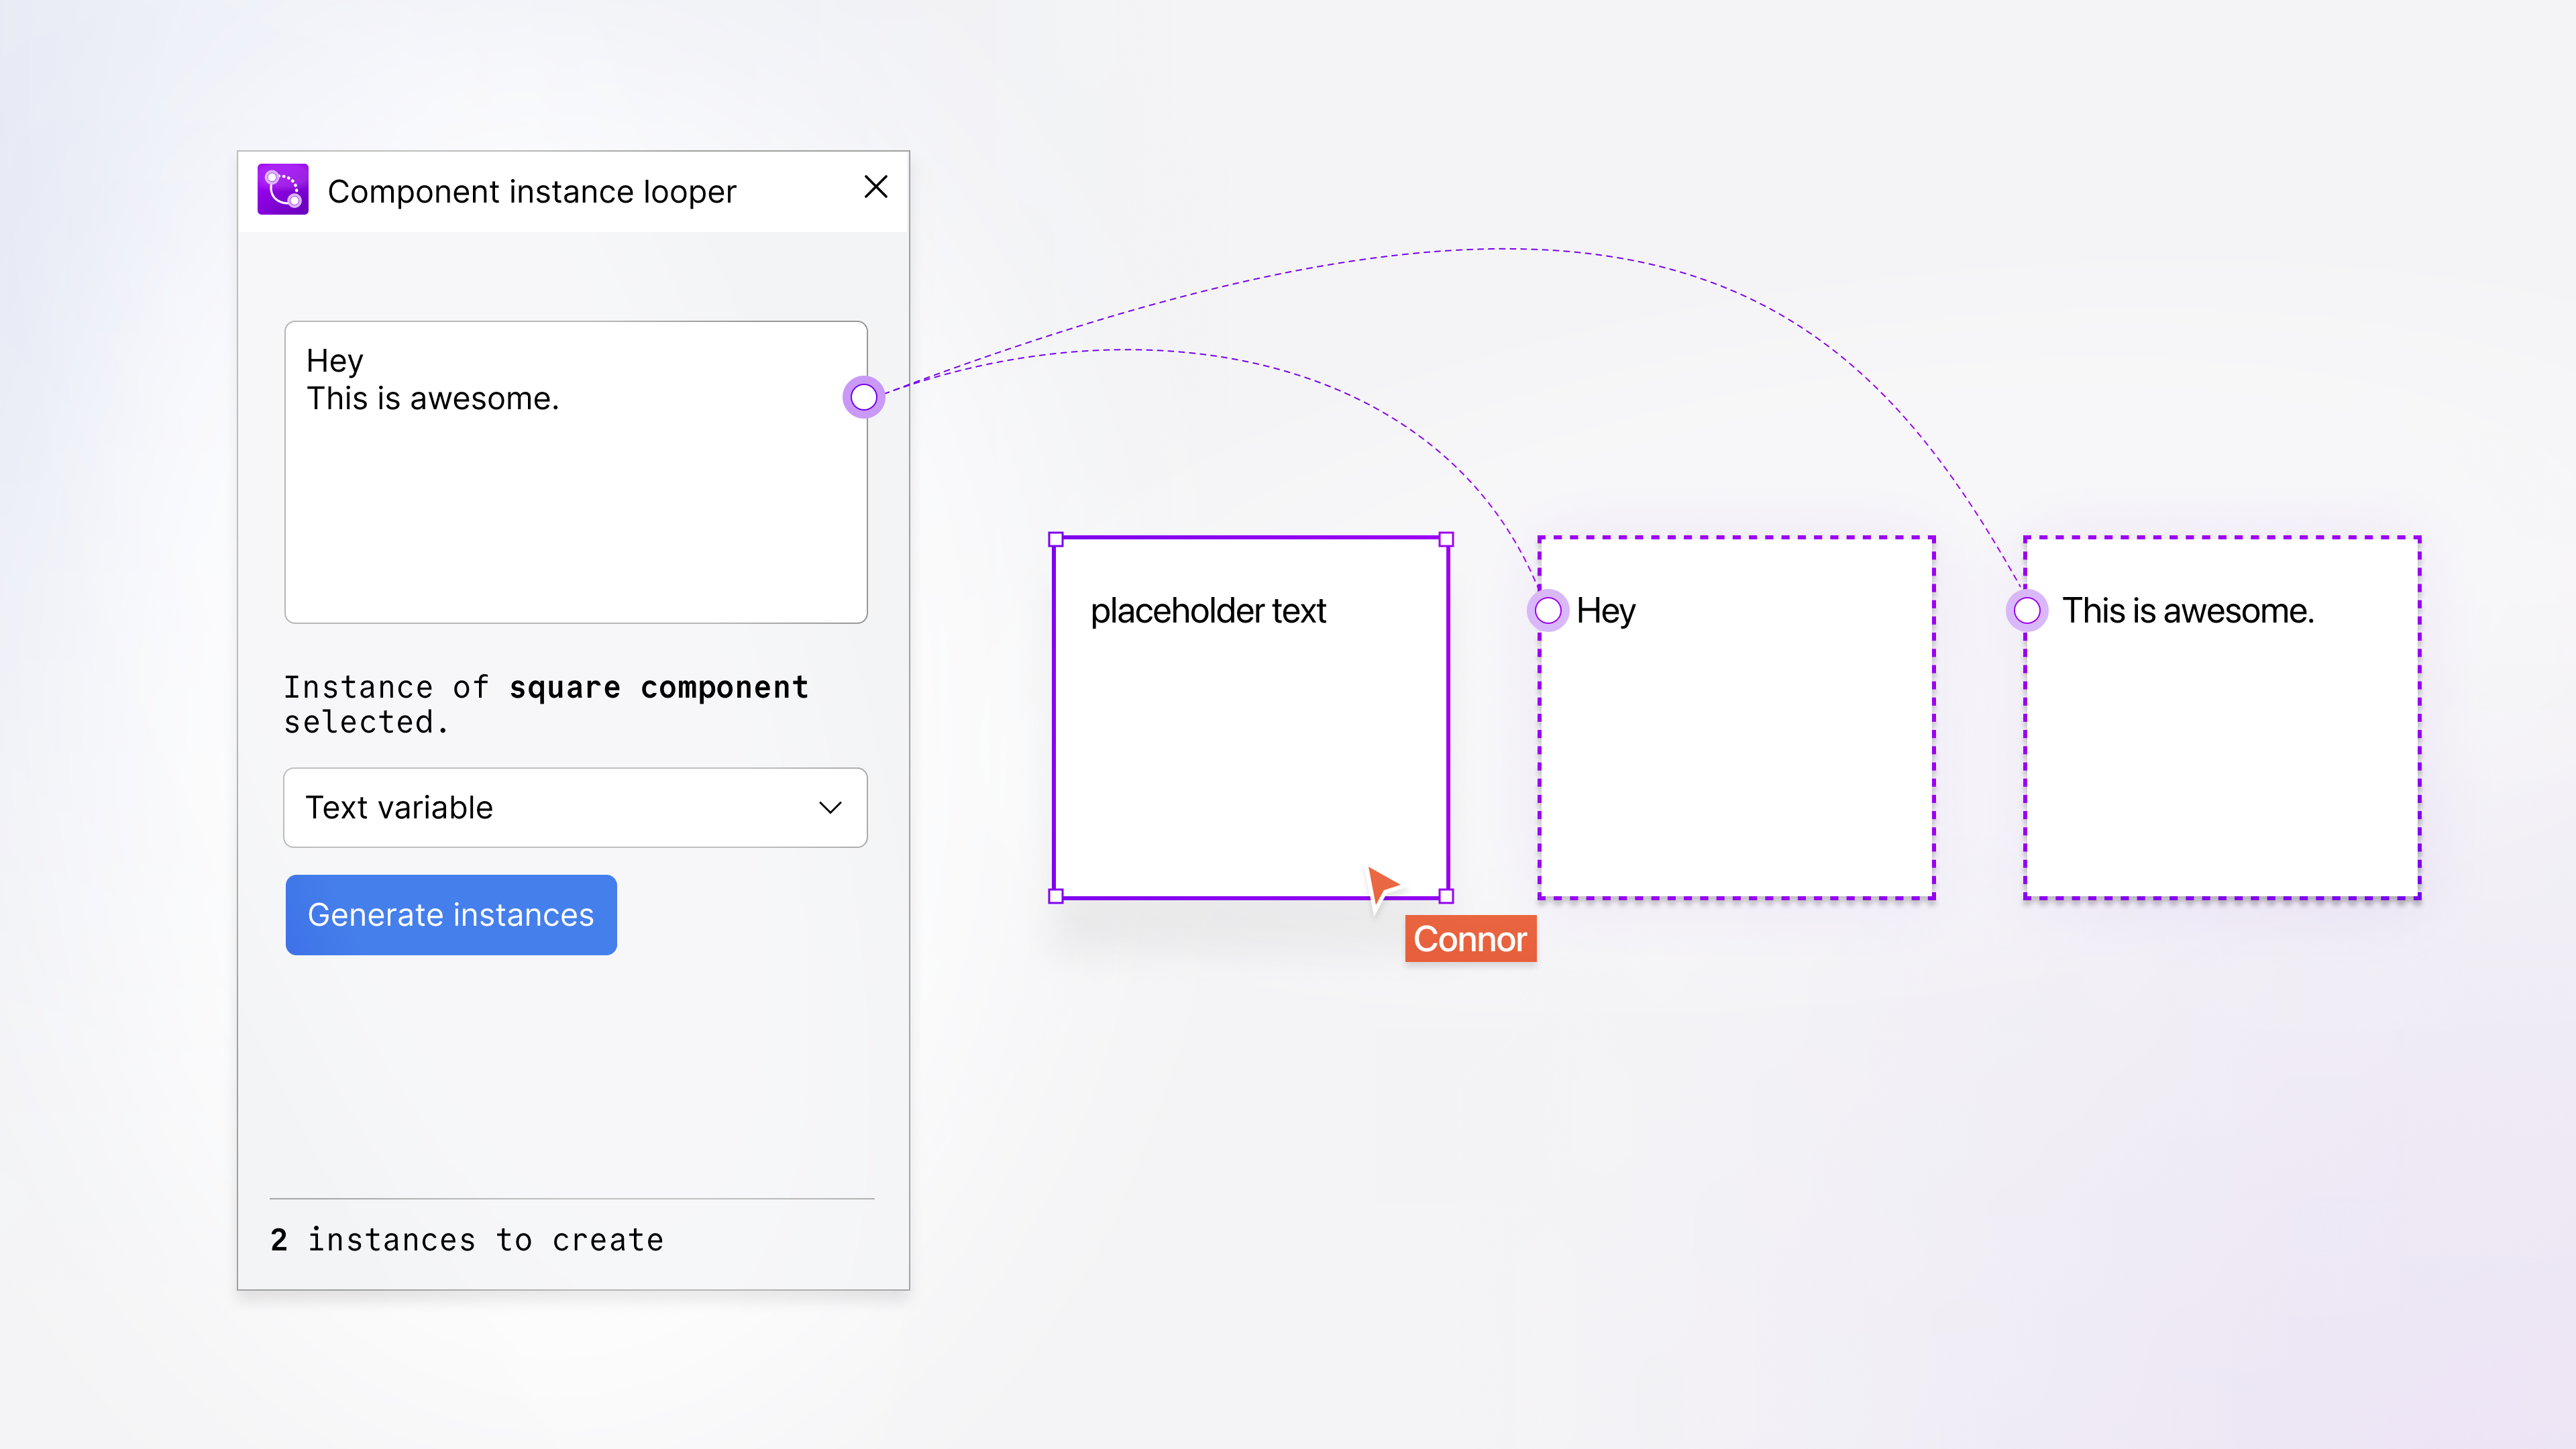 Component instance looper
Hey
This is awesome.
Instance of square component
selected.
Text variable
Generate instances
2 instances to create
placeholder text
Hey
This is awesome.
Connor